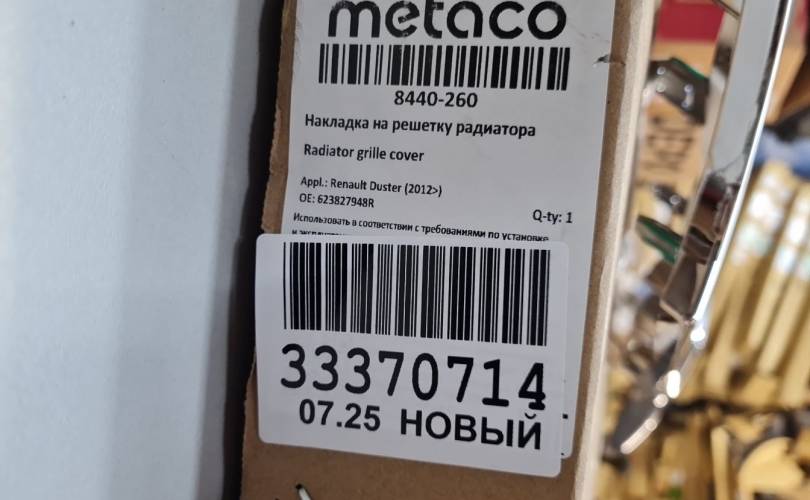 metaco
8440-260
Накладка на решетку радиатора
Radiator grille cover
Appl.: Renault Duster (2012>)
OE: 623827948R
Q-ty: 1
Использовать в соответствии с требованиями по установке
33370714
07.25 НОВЫЙ